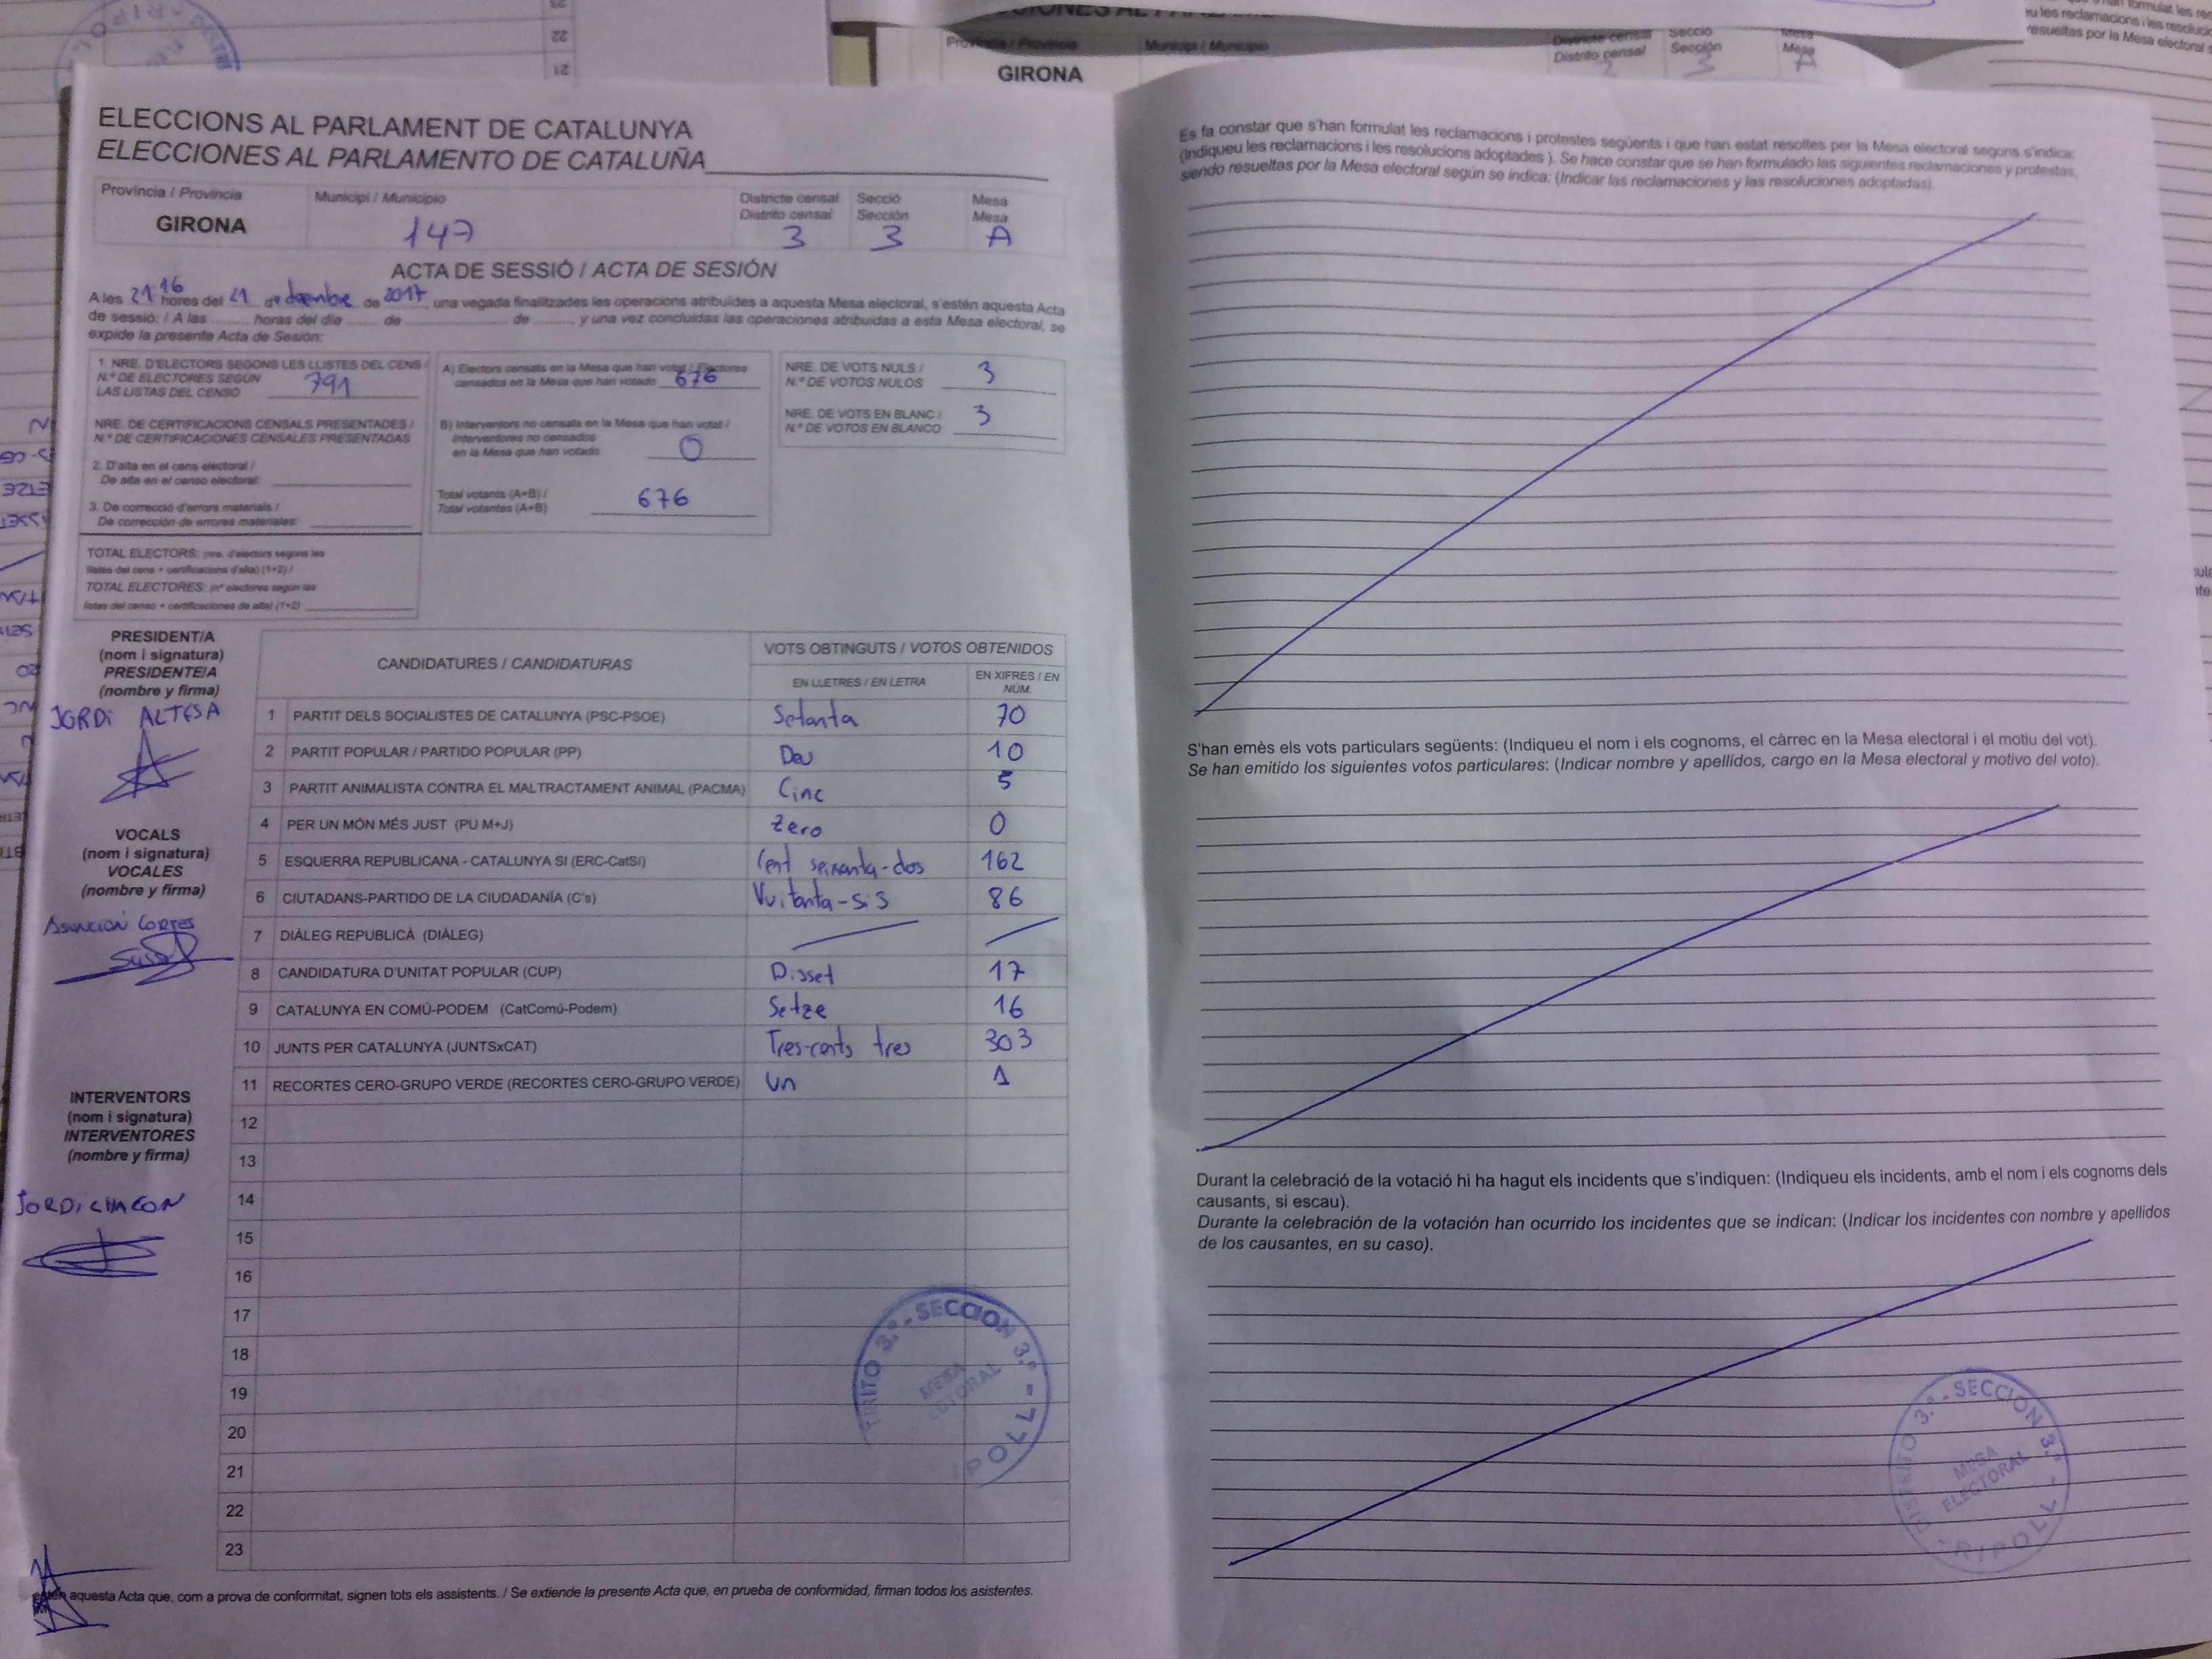 ELECCIONS AL PARLAMENT DE CATALUNYA
ELECCIONES AL PARLAMENTO DE CATALUÑA
Província / Provincia
GIRONA
Municipi / Municipio
147
Districte censal
Distrito censal
3
Secció
Sección
3
Mesa
Mesa
A
ACTA DE SESSIÓ / ACTA DE SESIÓN
A les 21:16 hores del 21 de desembre de 2017, una vegada finalitzades les operacions atribuïdes a aquesta Mesa electoral, s'estén aquesta Acta
de sessió: / A las ...... horas del día ...... de ...... de ......, y una vez concluidas las operaciones atribuidas a esta Mesa electoral, se
expide la presente Acta de Sesión:
1. NRE. D'ELECTORS SEGONS LES LLISTES DEL CENS /
N.º DE ELECTORES SEGÚN
LAS LISTAS DEL CENSO 791
NRE. DE CERTIFICACIONS CENSALS PRESENTADES /
N.º DE CERTIFICACIONES CENSALES PRESENTADAS
2. D'alta en el cens electoral /
De alta en el censo electoral:
3. De correcció d'errors materials /
De corrección de errores materiales:
TOTAL ELECTORS: (nre. d'electors segons les
llistes del cens + certificacions d'alta) (1+2) /
TOTAL ELECTORES: (nº electores según las
listas del censo + certificaciones de alta) (1+2)
A) Electors censats en la Mesa que han votat / Electores
censados en la Mesa que han votado 676
B) Interventors no censats en la Mesa que han votat /
Interventores no censados
en la Mesa que han votado 0
Total votants (A+B) /
Total votantes (A+B) 676
NRE. DE VOTS NULS /
N.º DE VOTOS NULOS 3
NRE. DE VOTS EN BLANC /
N.º DE VOTOS EN BLANCO 3
PRESIDENT/A
(nom i signatura)
PRESIDENTE/A
(nombre y firma)
JORDI ALTESA
VOCALS
(nom i signatura)
VOCALES
(nombre y firma)
ASUNCION CORTES
INTERVENTORS
(nom i signatura)
INTERVENTORES
(nombre y firma)
JORDI CHACON
CANDIDATURES / CANDIDATURAS
VOTS OBTINGUTS / VOTOS OBTENIDOS
EN LLETRES / EN LETRA
EN XIFRES / EN
NÚM.
1 PARTIT DELS SOCIALISTES DE CATALUNYA (PSC-PSOE) Setanta 70
2 PARTIT POPULAR / PARTIDO POPULAR (PP) Deu 10
3 PARTIT ANIMALISTA CONTRA EL MALTRACTAMENT ANIMAL (PACMA) Cinc 5
4 PER UN MÓN MÉS JUST (PU M+J) Zero 0
5 ESQUERRA REPUBLICANA - CATALUNYA SÍ (ERC-CatSí) Cent seixanta-dos 162
6 CIUTADANS-PARTIDO DE LA CIUDADANÍA (C's) Vuitanta-sis 86
7 DIÀLEG REPUBLICÀ (DIÀLEG)
8 CANDIDATURA D'UNITAT POPULAR (CUP) Disset 17
9 CATALUNYA EN COMÚ-PODEM (CatComú-Podem) Setze 16
10 JUNTS PER CATALUNYA (JUNTSxCAT) Tres-cents tres 303
11 RECORTES CERO-GRUPO VERDE (RECORTES CERO-GRUPO VERDE) Un 1
12
13
14
15
16
17
18
19
20
21
22
23
TRITO 3.º - SECCION 3.º - IPOLL
MESA
ECTORAL
aquesta Acta que, com a prova de conformitat, signen tots els assistents. / Se extiende la presente Acta que, en prueba de conformidad, firman todos los asistentes.
Es fa constar que s'han formulat les reclamacions i protestes següents i que han estat resoltes per la Mesa electoral segons s'indica:
(Indiqueu les reclamacions i les resolucions adoptades ). Se hace constar que se han formulado las siguientes reclamaciones y protestas,
siendo resueltas por la Mesa electoral según se indica: (Indicar las reclamaciones y las resoluciones adoptadas).
S'han emès els vots particulars següents: (Indiqueu el nom i els cognoms, el càrrec en la Mesa electoral i el motiu del vot).
Se han emitido los siguientes votos particulares: (Indicar nombre y apellidos, cargo en la Mesa electoral y motivo del voto).
Durant la celebració de la votació hi ha hagut els incidents que s'indiquen: (Indiqueu els incidents, amb el nom i els cognoms dels
causants, si escau).
Durante la celebración de la votación han ocurrido los incidentes que se indican: (Indicar los incidentes con nombre y apellidos
de los causantes, en su caso).
DISTRITO 3.º - SECCION 3.º - RIPOLL
MESA
ELECTORAL
Província / Provincia
Municipi / Municipio
GIRONA
Districte censal
Distrito censal
Secció
Sección
3
Mesa
A
22
21
resueltas por la Mesa electoral